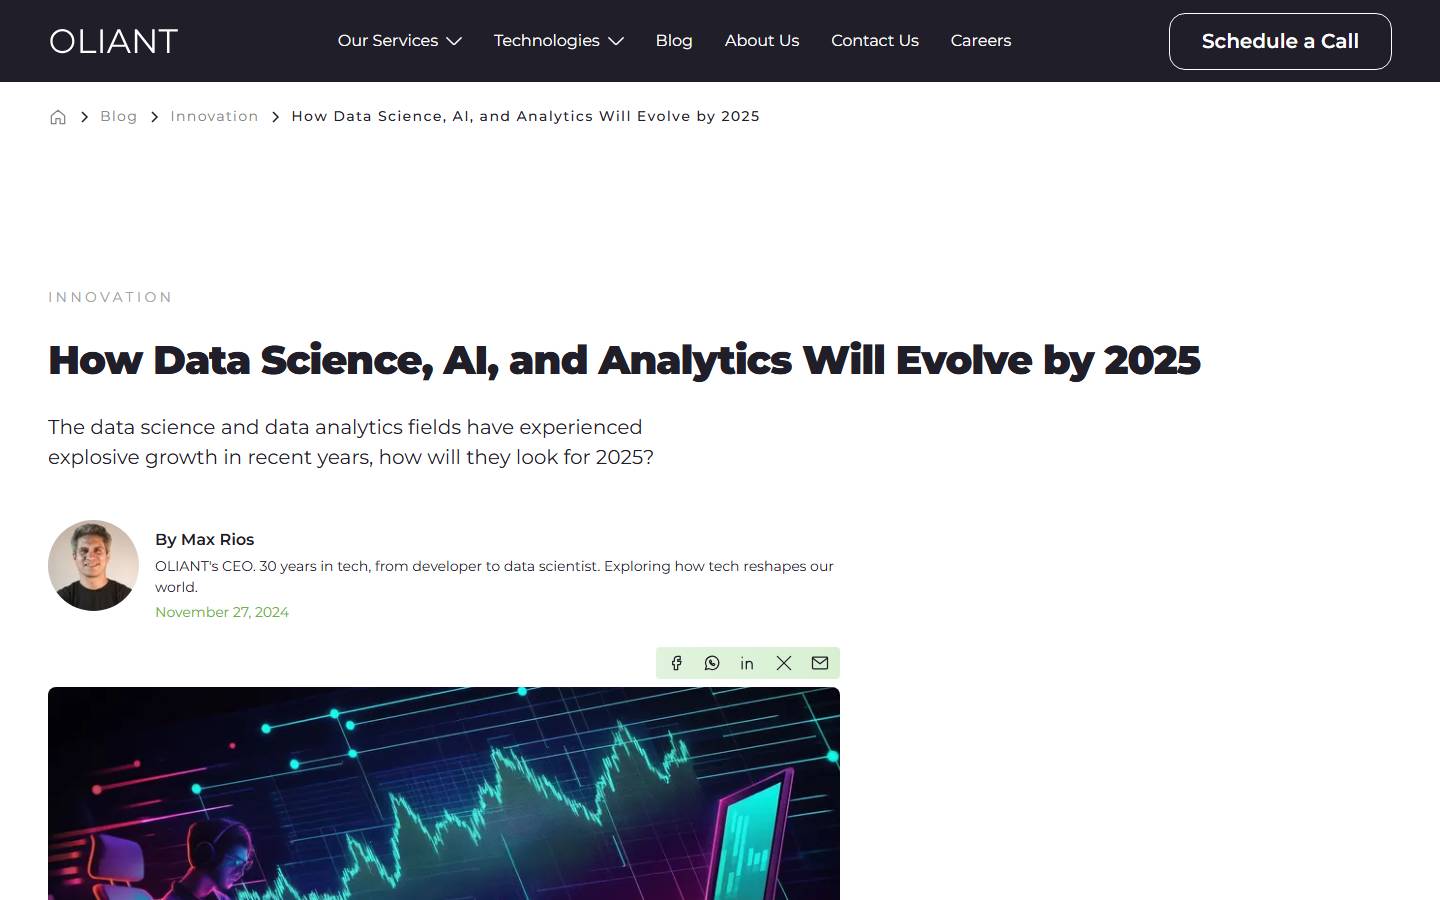 OLIANT
Our Services
Technologies
Blog
About Us
Contact Us
Careers
Schedule a Call
Blog
Innovation
How Data Science, AI, and Analytics Will Evolve by 2025
INNOVATION
How Data Science, AI, and Analytics Will Evolve by 2025
The data science and data analytics fields have experienced
explosive growth in recent years, how will they look for 2025?
By Max Rios
OLIANT's CEO. 30 years in tech, from developer to data scientist. Exploring how tech reshapes our
world.
November 27, 2024